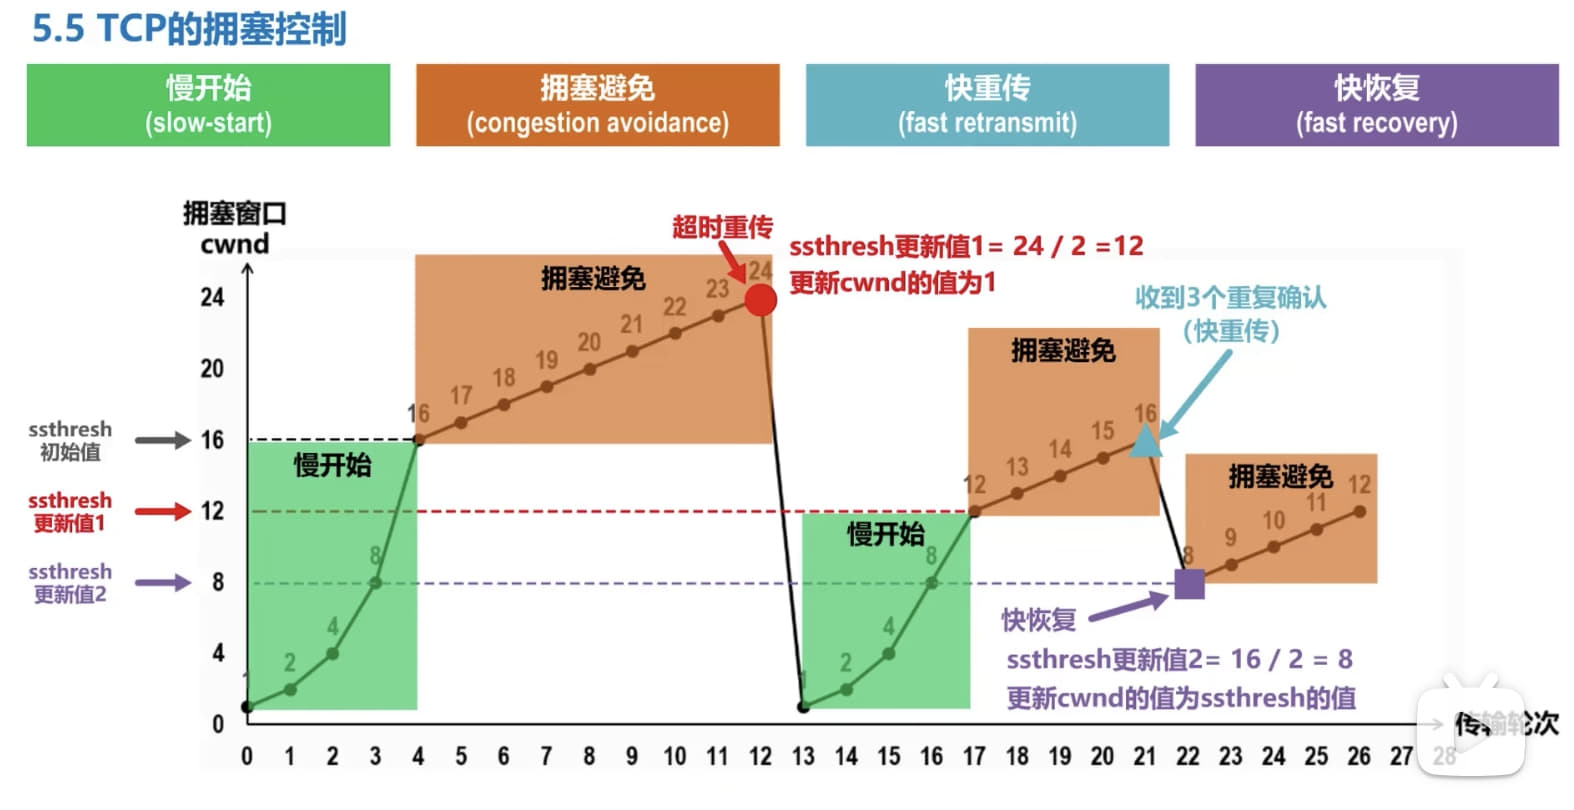 5.5 TCP的拥塞控制
慢开始
(slow-start)
拥塞避免
(congestion avoidance)
快重传
(fast retransmit)
快恢复
(fast recovery)
拥塞窗口
cwnd
超时重传
ssthresh更新值1= 24 / 2 =12
更新cwnd的值为1
收到3个重复确认
（快重传）
拥塞避免
16 17 18 19 20 21 22 23 24
拥塞避免
12 13 14 15 16
拥塞避免
8 9 10 11 12
慢开始
2 4 8
慢开始
1 2 4 8
24
20
16
12
8
4
0
ssthresh
初始值
ssthresh
更新值1
ssthresh
更新值2
快恢复
ssthresh更新值2= 16 / 2 = 8
更新cwnd的值为ssthresh的值
传输轮次
0 1 2 3 4 5 6 7 8 9 10 11 12 13 14 15 16 17 18 19 20 21 22 23 24 25 26 27 28